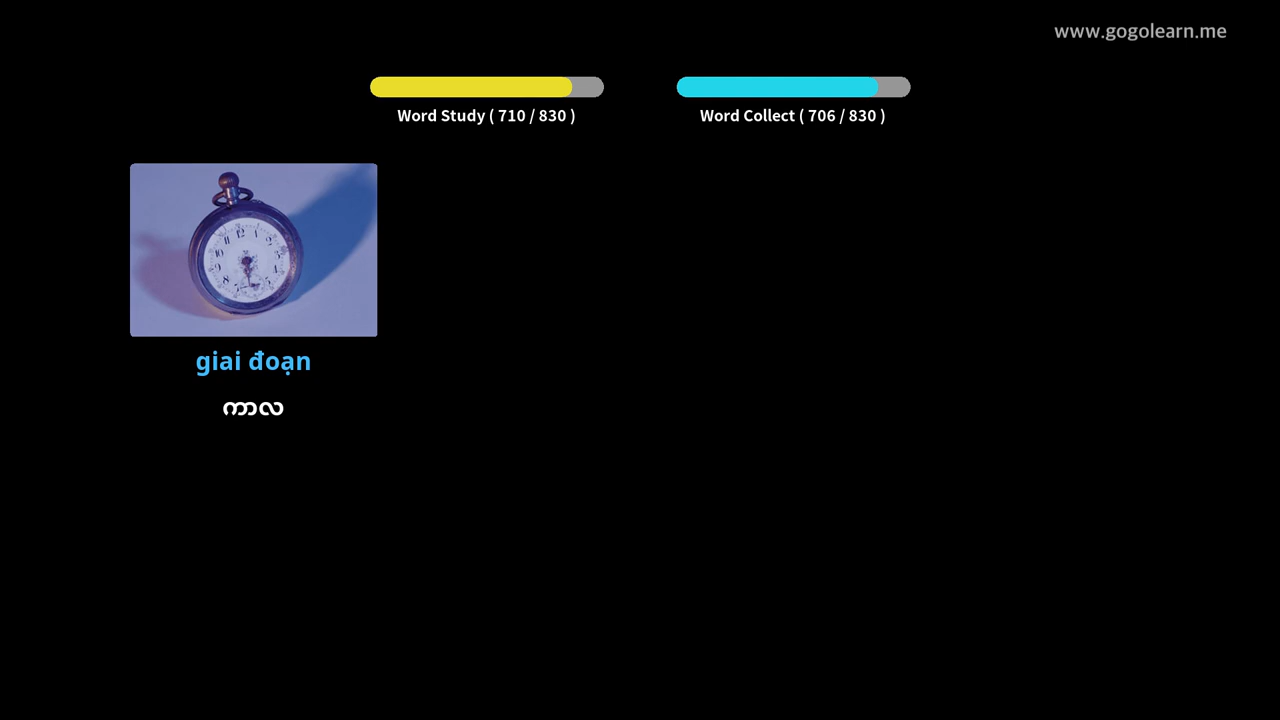 www.gogolearn.me
Word Study ( 710 / 830 )
Word Collect ( 706 / 830 )
giai đoạn
ကာလ